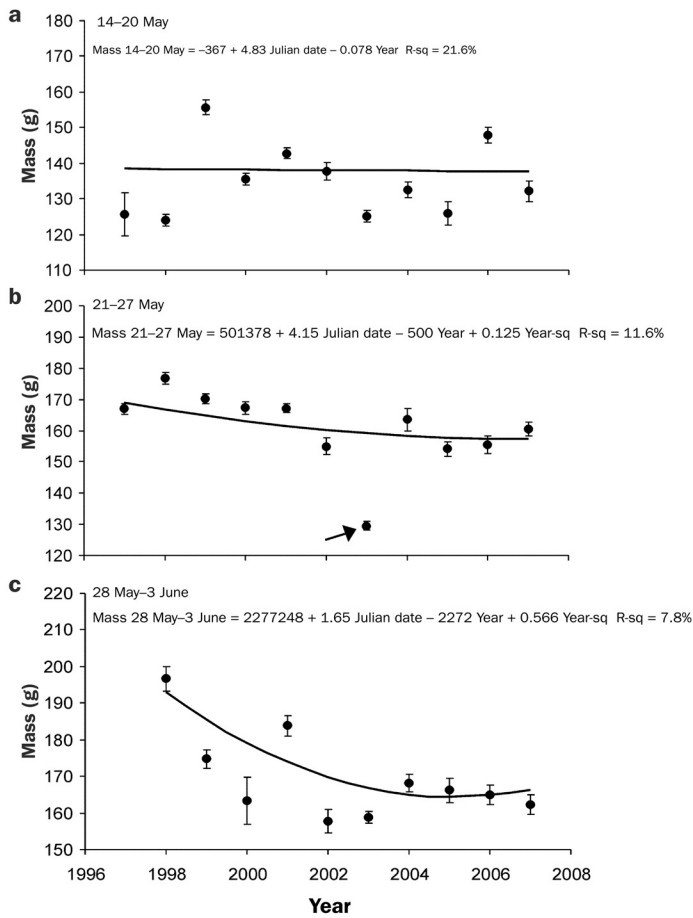 a
14–20 May
Mass 14–20 May = –367 + 4.83 Julian date – 0.078 Year R-sq = 21.6%
180
170
160
150
140
130
120
110
Mass (g)
b
21–27 May
Mass 21–27 May = 501378 + 4.15 Julian date – 500 Year + 0.125 Year-sq R-sq = 11.6%
200
190
180
170
160
150
140
130
120
Mass (g)
c
28 May–3 June
Mass 28 May–3 June = 2277248 + 1.65 Julian date – 2272 Year + 0.566 Year-sq R-sq = 7.8%
220
210
200
190
180
170
160
150
Mass (g)
1996 1998 2000 2002 2004 2006 2008
Year